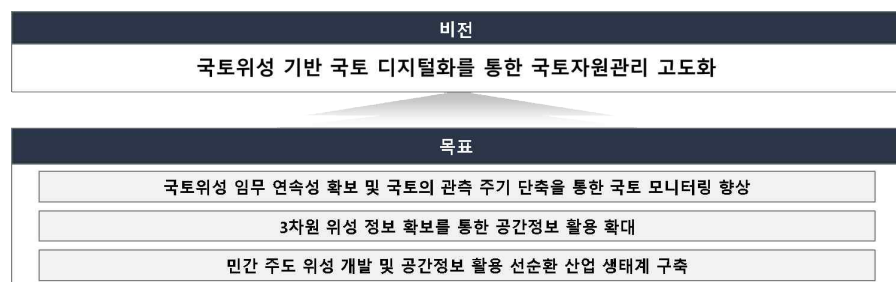 비전
국토위성 기반 국토 디지털화를 통한 국토자원관리 고도화
목표
국토위성 임무 연속성 확보 및 국토의 관측 주기 단축을 통한 국토 모니터링 향상
3차원 위성 정보 확보를 통한 공간정보 활용 확대
민간 주도 위성 개발 및 공간정보 활용 선순환 산업 생태계 구축